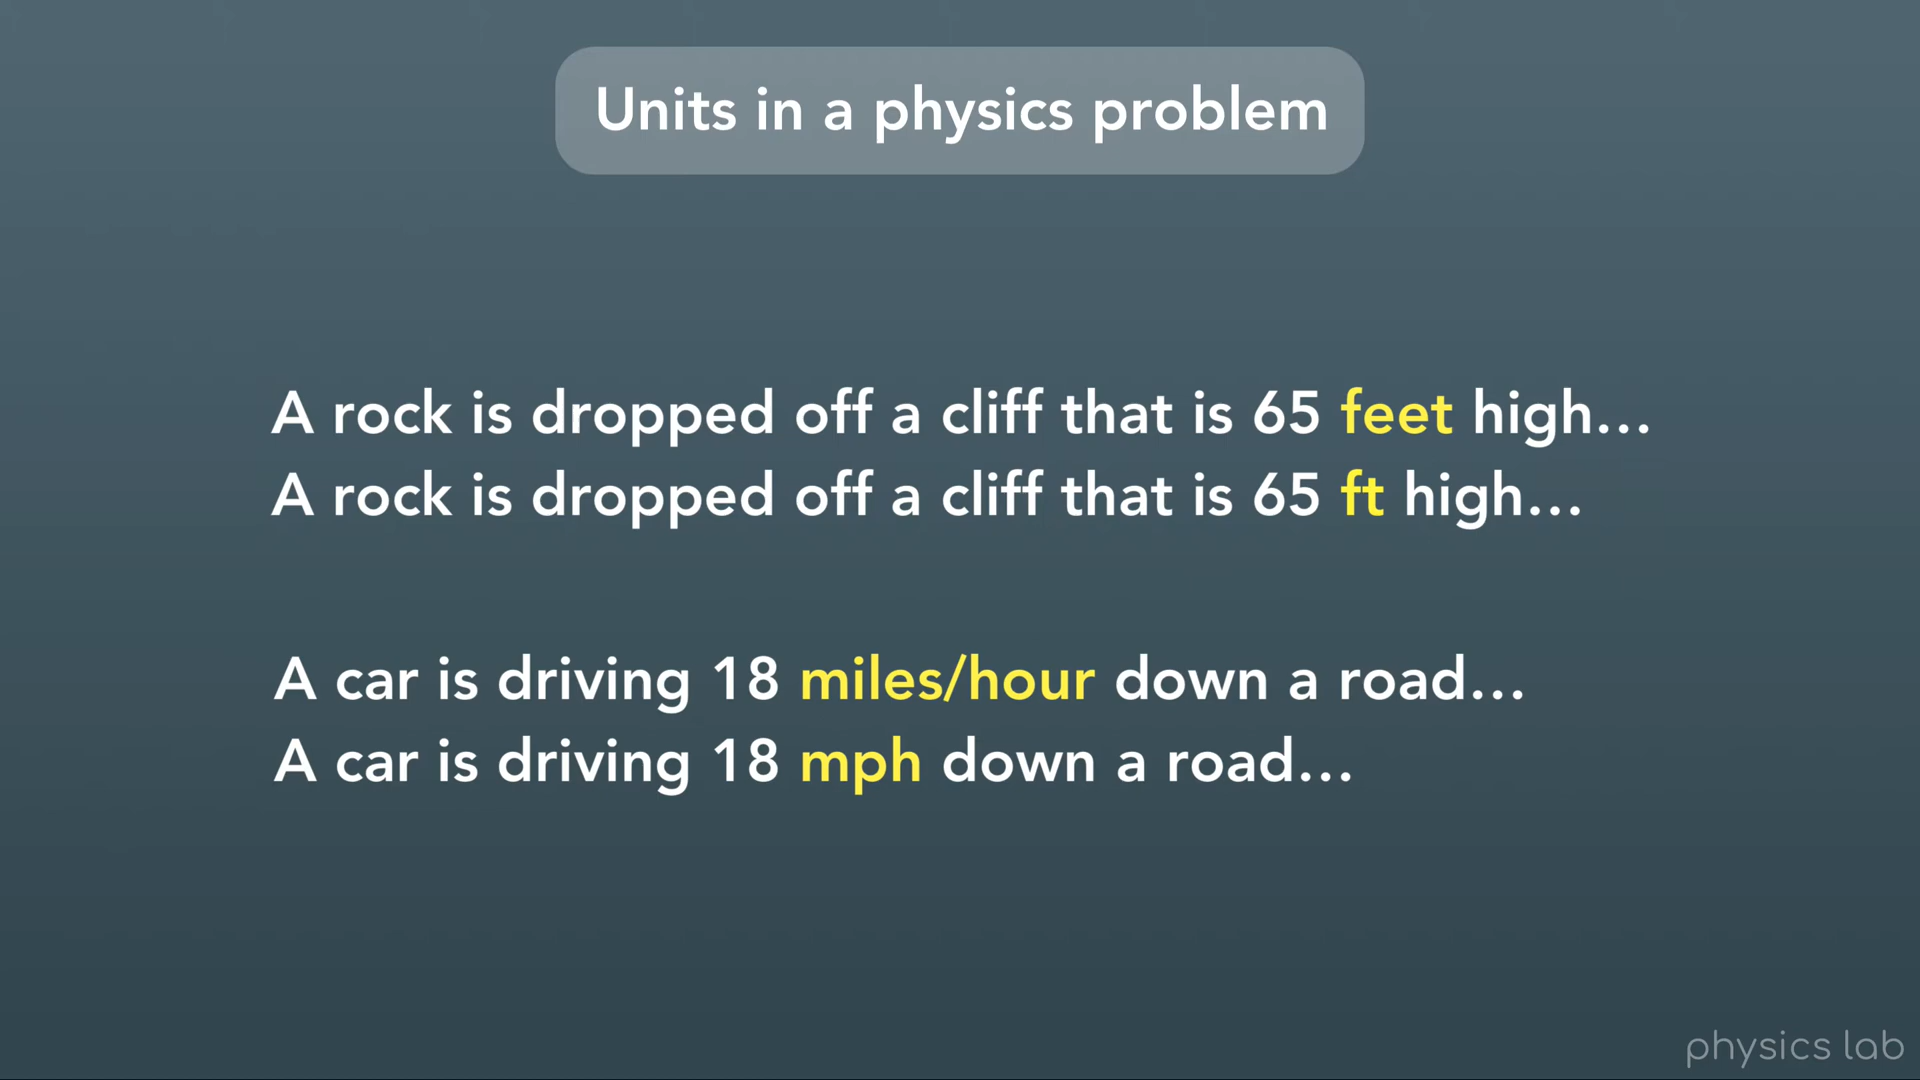 Units in a physics problem
A rock is dropped off a cliff that is 65 feet high...
A rock is dropped off a cliff that is 65 ft high...
A car is driving 18 miles/hour down a road...
A car is driving 18 mph down a road...
physics lab